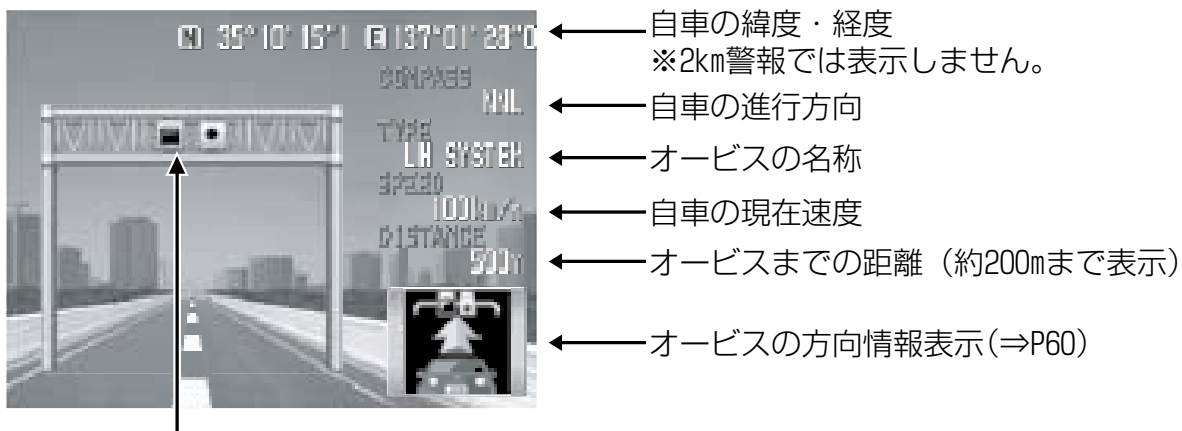 N 35°10'15" E 137°01'28"0
自車の緯度・経度
※2km警報では表示しません。
COMPASS
自車の進行方向
TYPE
LH SYSTEM
オービスの名称
SPEED
100km/h
自車の現在速度
DISTANCE
500m
オービスまでの距離（約200mまで表示）
オービスの方向情報表示(⇒P60)